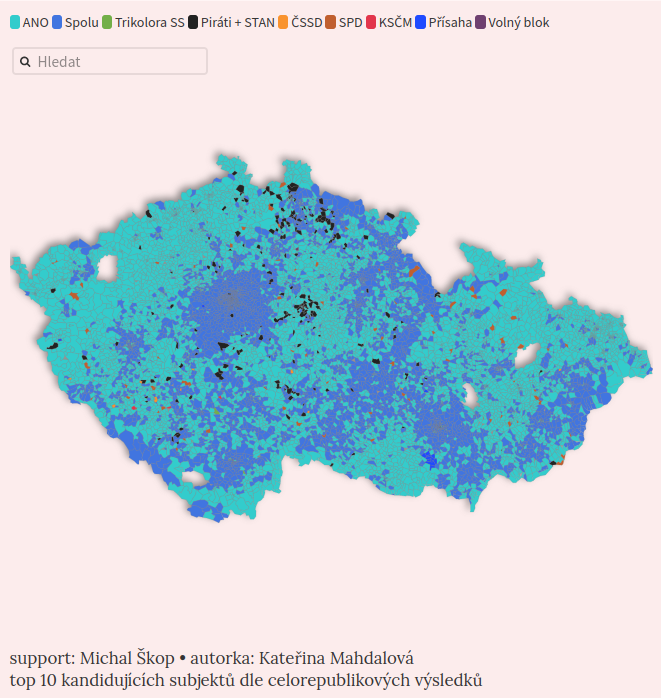 ANO Spolu Trikolora SS Piráti + STAN ČSSD SPD KSČM Přísaha Volný blok
Hledat
support: Michal Škop • autorka: Kateřina Mahdalová
top 10 kandidujících subjektů dle celorepublikových výsledků